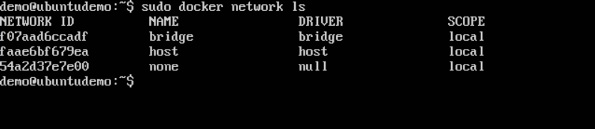 demo@ubuntudemo:~$ sudo docker network ls
NETWORK ID NAME DRIVER SCOPE
f07aad6ccadf bridge bridge local
faae6bf679ea host host local
54a2d37e7e00 none null local
demo@ubuntudemo:~$